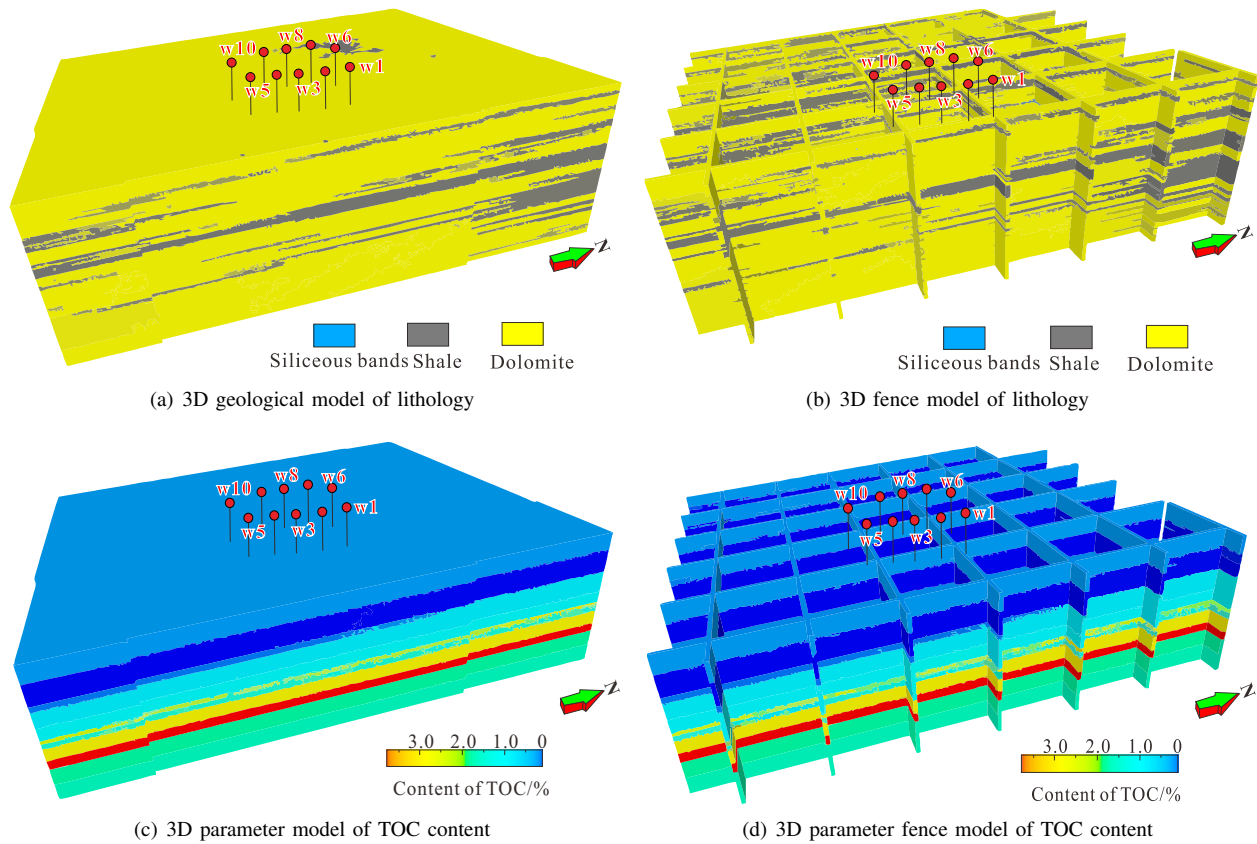 w10 w8 w6
w5 w3 w1
N
Siliceous bands Shale Dolomite
(a) 3D geological model of lithology
w10 w8 w6
w5 w3 w1
N
Siliceous bands Shale Dolomite
(b) 3D fence model of lithology
w10 w8 w6
w5 w3 w1
N
3.0 2.0 1.0 0
Content of TOC/%
(c) 3D parameter model of TOC content
w10 w8 w6
w5 w3 w1
N
3.0 2.0 1.0 0
Content of TOC/%
(d) 3D parameter fence model of TOC content